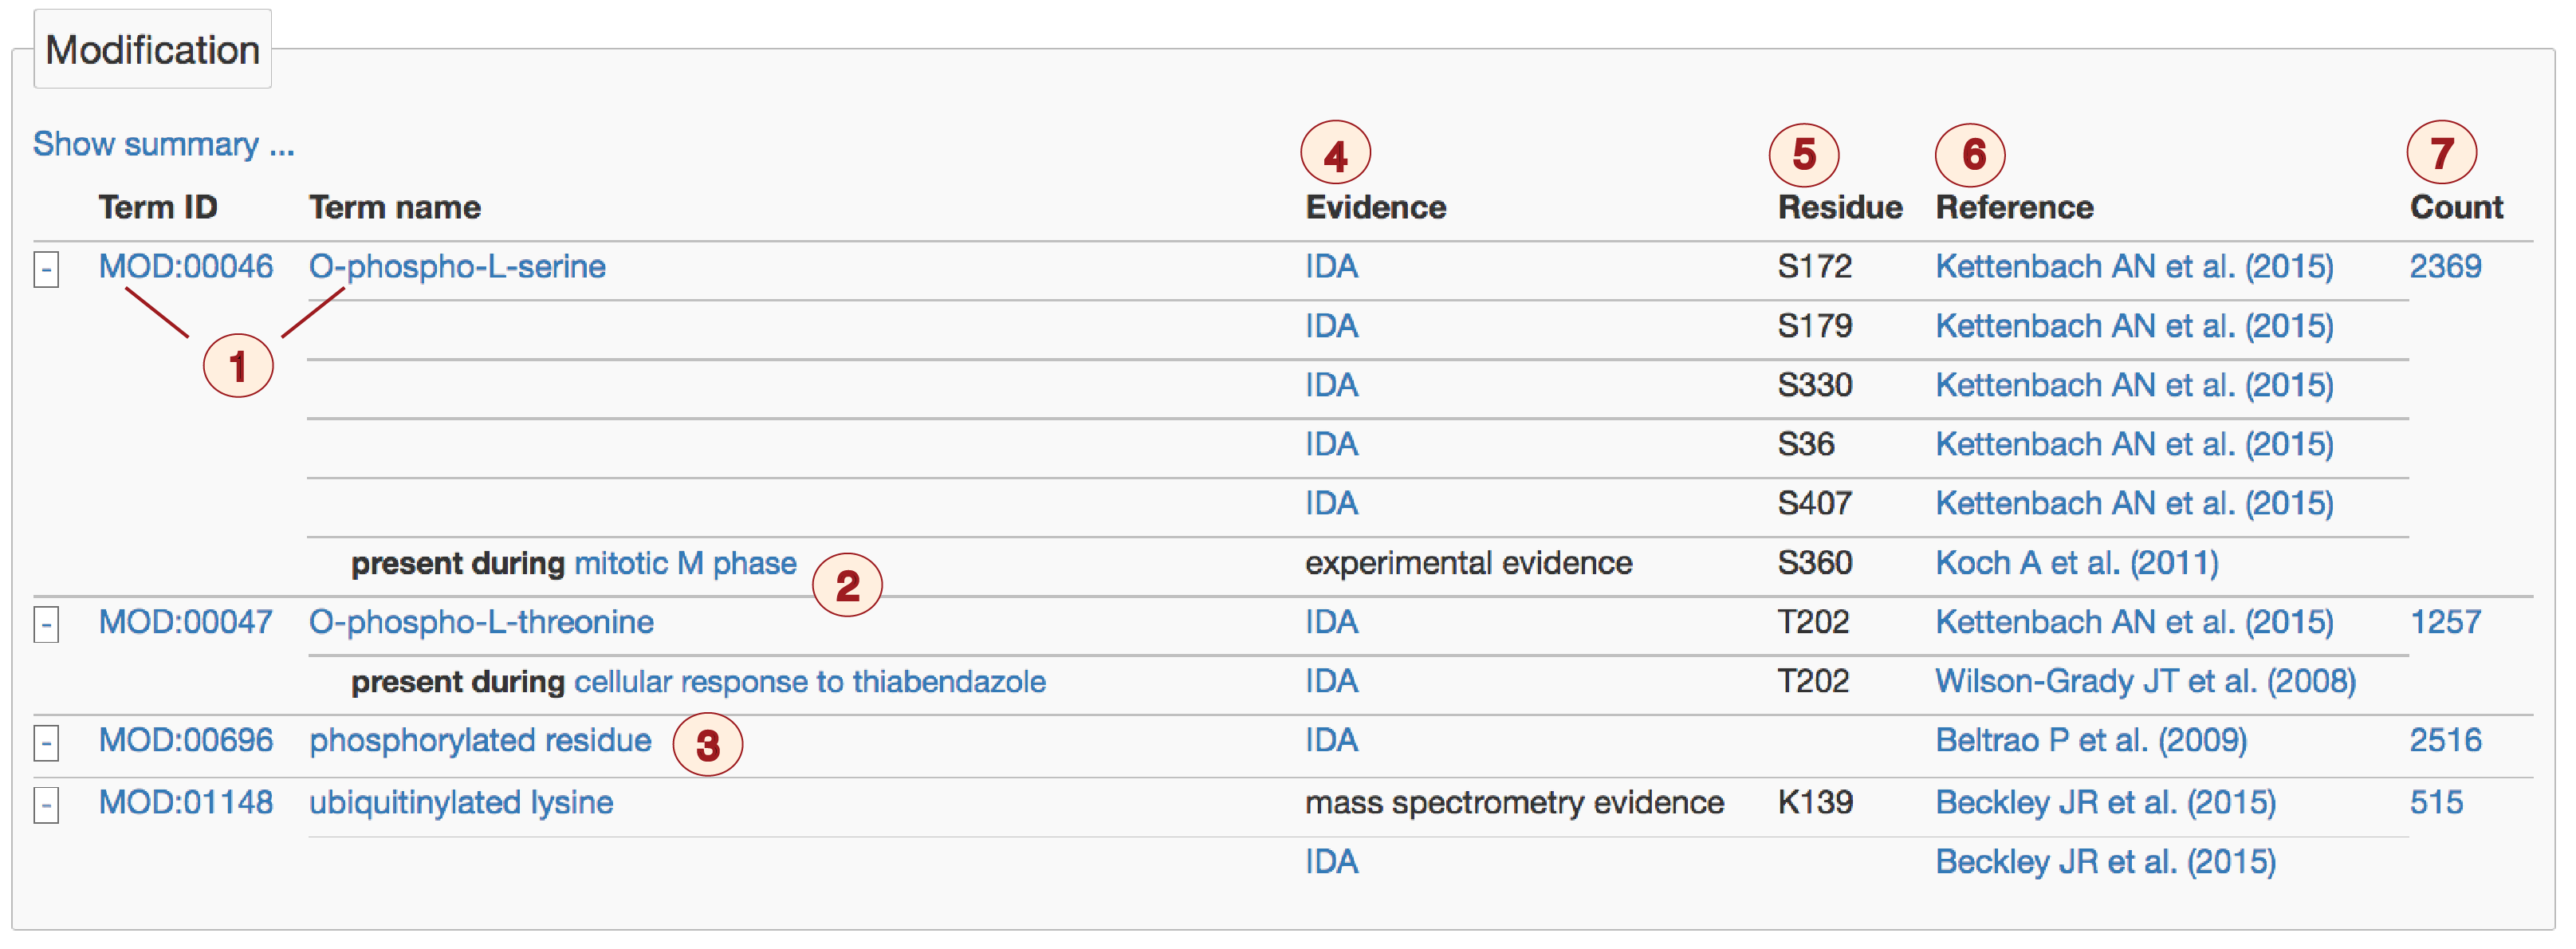 Modification
Show summary ...
4 5 6 7
Term ID Term name Evidence Residue Reference Count
- MOD:00046 O-phospho-L-serine IDA S172 Kettenbach AN et al. (2015) 2369
IDA S179 Kettenbach AN et al. (2015)
1
IDA S330 Kettenbach AN et al. (2015)
IDA S36 Kettenbach AN et al. (2015)
IDA S407 Kettenbach AN et al. (2015)
present during mitotic M phase 2 experimental evidence S360 Koch A et al. (2011)
- MOD:00047 O-phospho-L-threonine IDA T202 Kettenbach AN et al. (2015) 1257
present during cellular response to thiabendazole IDA T202 Wilson-Grady JT et al. (2008)
- MOD:00696 phosphorylated residue 3 IDA Beltrao P et al. (2009) 2516
- MOD:01148 ubiquitinylated lysine mass spectrometry evidence K139 Beckley JR et al. (2015) 515
IDA Beckley JR et al. (2015)